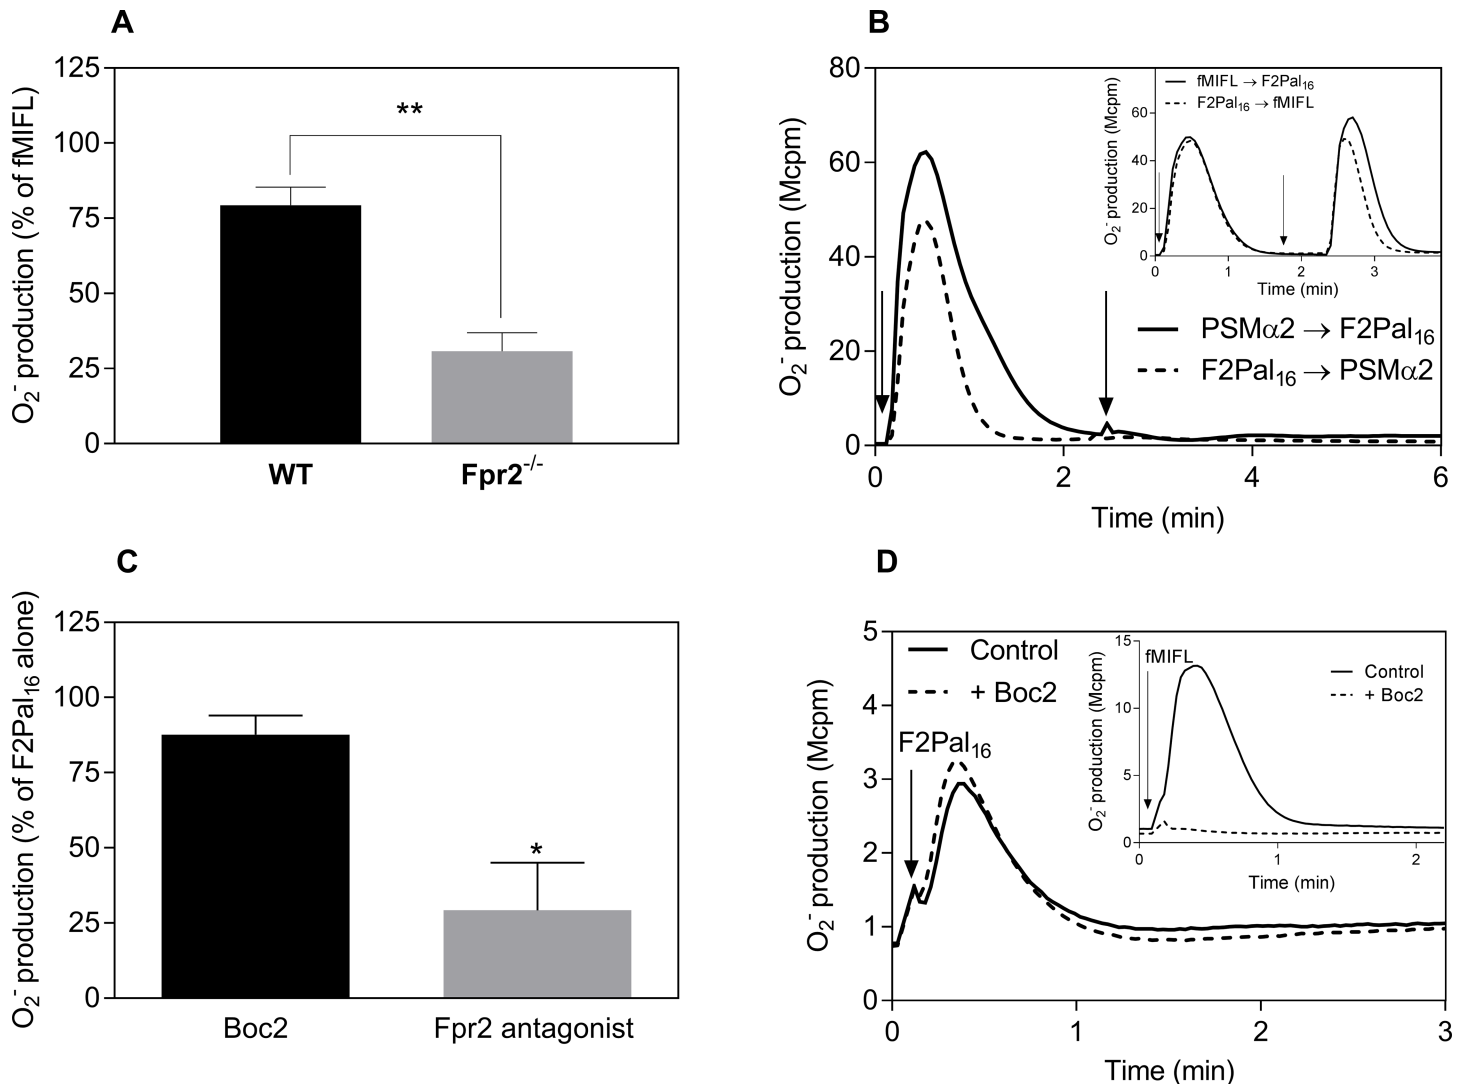 A
O₂⁻ production (% of fMIFL)
125
100
75
50
25
0
**
WT
Fpr2⁻/⁻
B
O₂⁻ production (Mcpm)
80
60
40
20
0
0 2 4 6
Time (min)
PSMα2 → F2Pal₁₆
F2Pal₁₆ → PSMα2
fMIFL → F2Pal₁₆
F2Pal₁₆ → fMIFL
O₂⁻ production (Mcpm)
60
40
20
0
0 1 2 3
Time (min)
C
O₂⁻ production (% of F2Pal₁₆ alone)
125
100
75
50
25
0
*
Boc2
Fpr2 antagonist
D
O₂⁻ production (Mcpm)
5
4
3
2
1
0
Control
+ Boc2
F2Pal₁₆
0 1 2 3
Time (min)
O₂⁻ production (Mcpm)
15
10
5
0
fMIFL
Control
+ Boc2
0 1 2
Time (min)